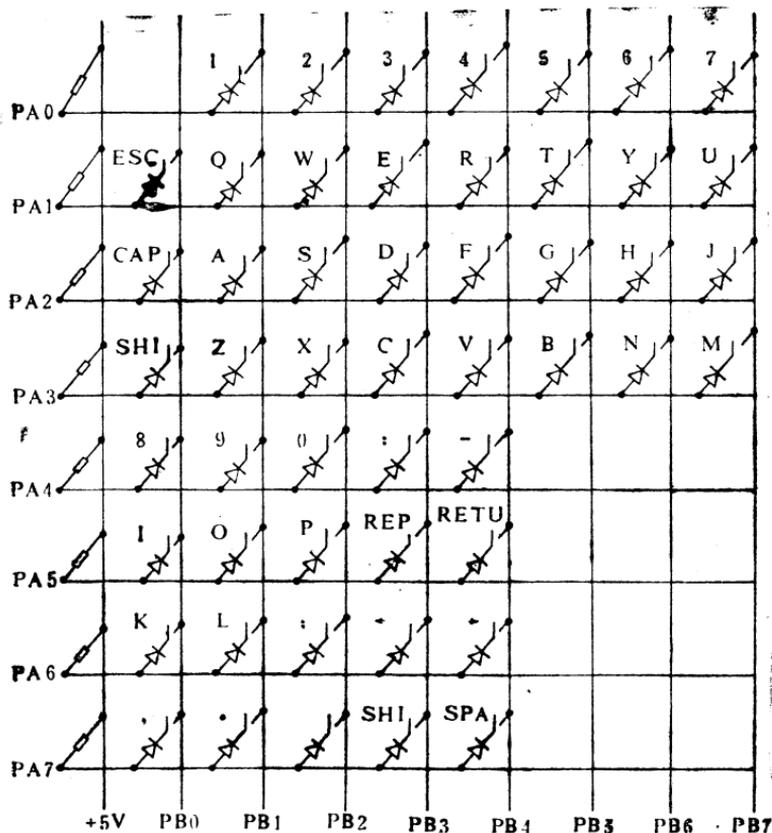 1 2 3 4 5 6 7
PA0
ESC Q W E R T Y U
PA1
CAP A S D F G H J
PA2
SHI Z X C V B N M
PA3
8 9 0 : -
PA4
I O P REP RETU
PA5
K L ;
PA6
SHI SPA
PA7
+5V PB0 PB1 PB2 PB3 PB4 PB5 PB6 PB7